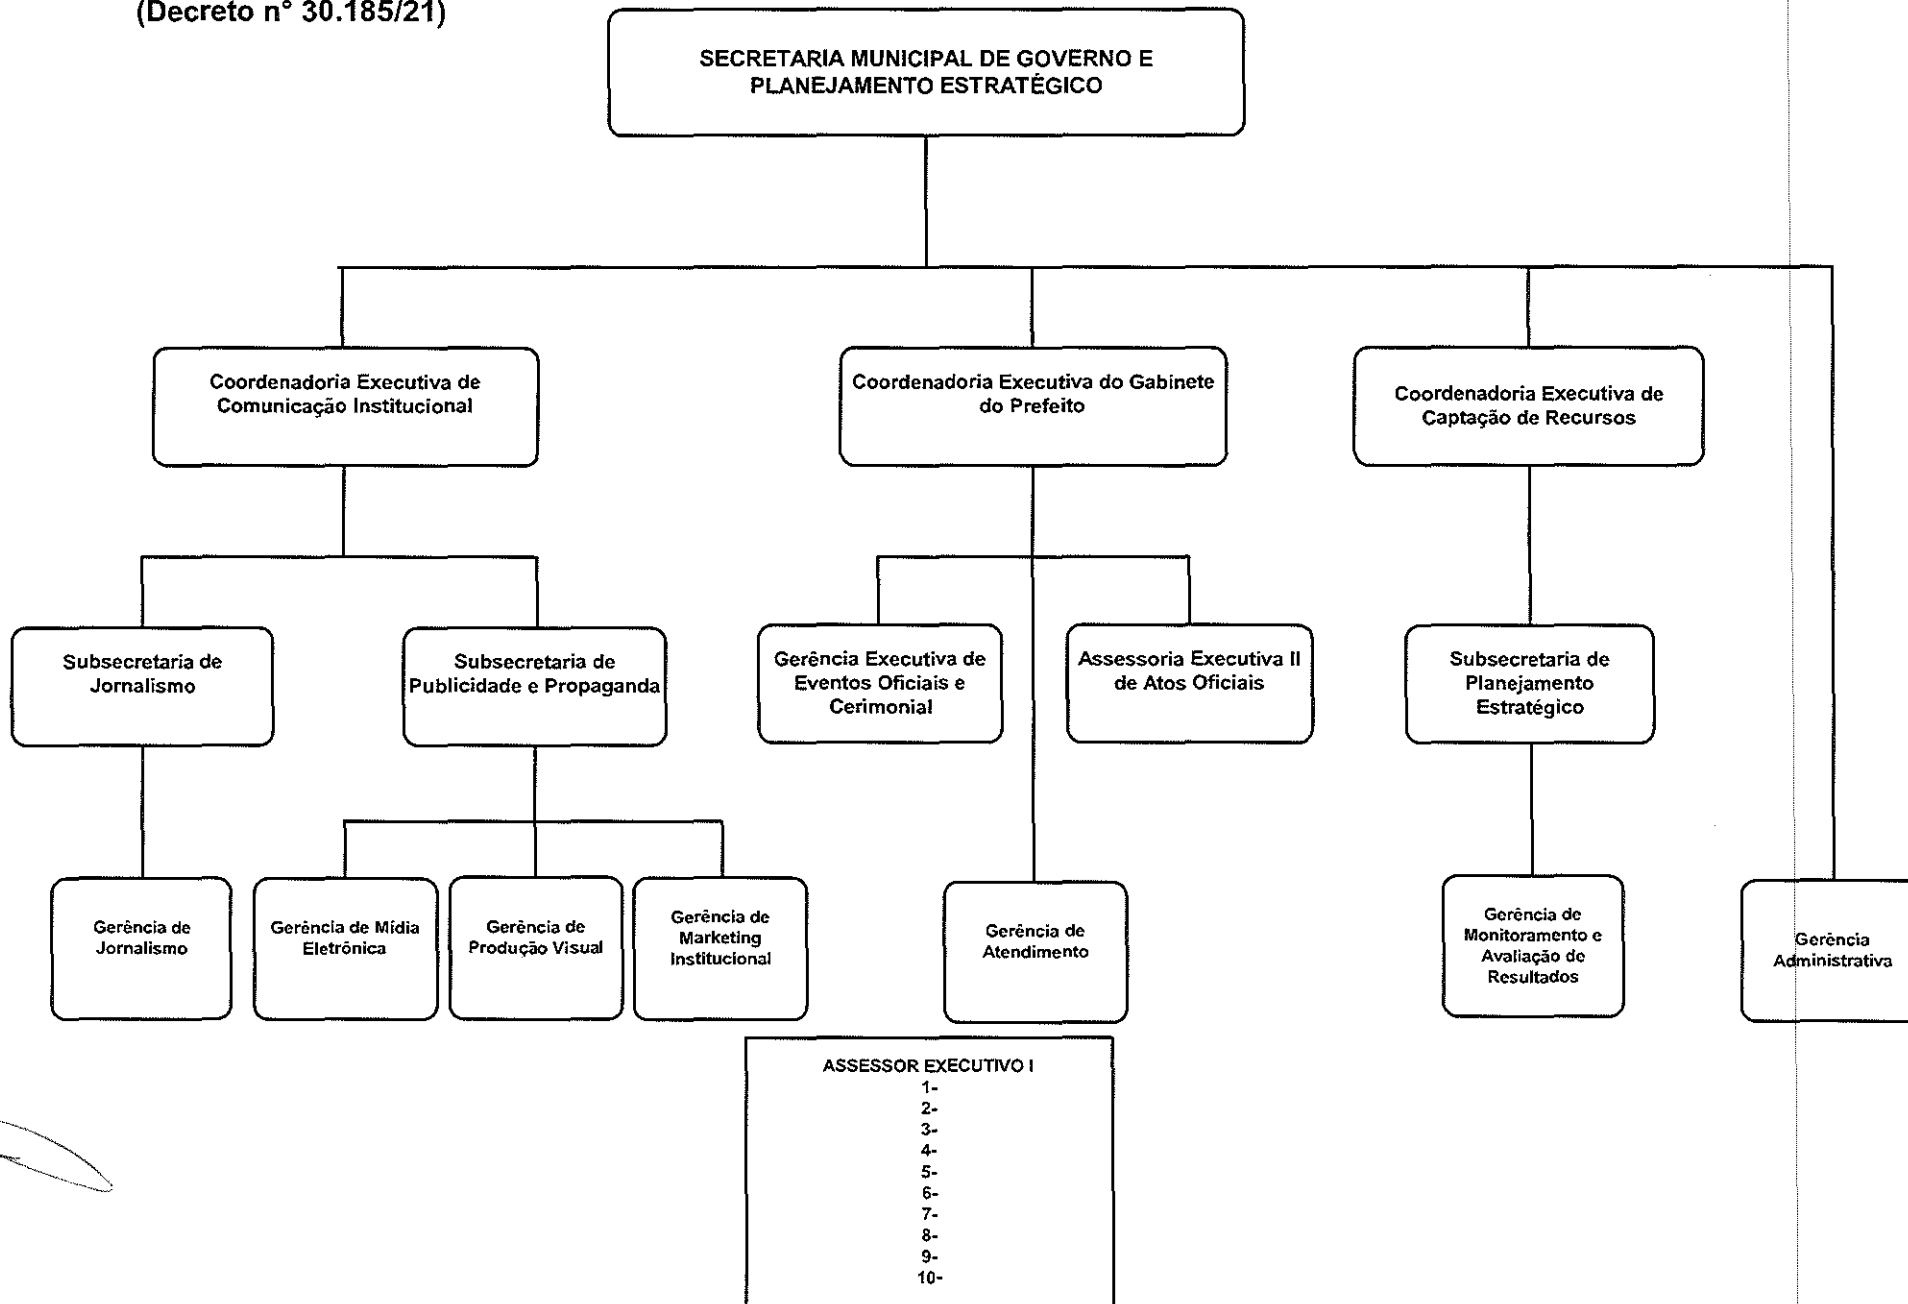 (Decreto n° 30.185/21)
SECRETARIA MUNICIPAL DE GOVERNO E
PLANEJAMENTO ESTRATÉGICO
Coordenadoria Executiva de
Comunicação Institucional
Coordenadoria Executiva do Gabinete
do Prefeito
Coordenadoria Executiva de
Captação de Recursos
Subsecretaria de
Jornalismo
Subsecretaria de
Publicidade e Propaganda
Gerência Executiva de
Eventos Oficiais e
Cerimonial
Assessoria Executiva II
de Atos Oficiais
Subsecretaria de
Planejamento
Estratégico
Gerência de
Jornalismo
Gerência de Mídia
Eletrônica
Gerência de
Produção Visual
Gerência de
Marketing
Institucional
Gerência de
Atendimento
Gerência de
Monitoramento e
Avaliação de
Resultados
Gerência
Administrativa
ASSESSOR EXECUTIVO I
1-
2-
3-
4-
5-
6-
7-
8-
9-
10-